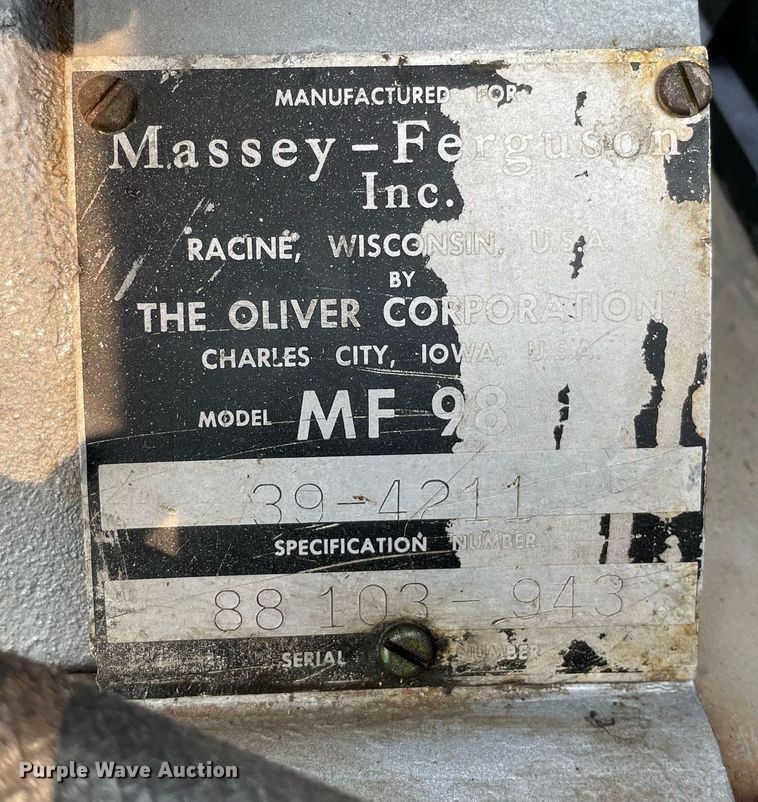 MANUFACTURED FOR
Massey-Ferguson
Inc.
RACINE, WISCONSIN, U.S.A.
BY
THE OLIVER CORPORATION
CHARLES CITY, IOWA, U.S.A.
MODEL MF 98
39-4211
SPECIFICATION NUMBER
88 103-943
SERIAL NUMBER
Purple Wave Auction